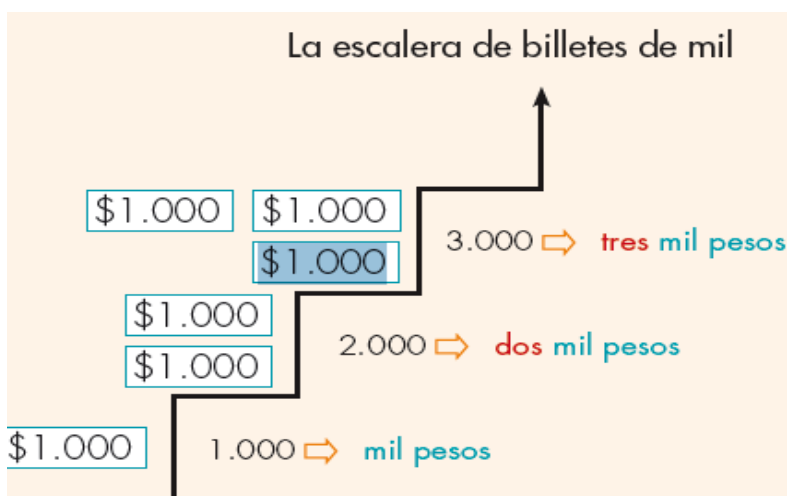 La escalera de billetes de mil
$1.000 $1.000
$1.000
3.000 ⇨ tres mil pesos
$1.000
$1.000
2.000 ⇨ dos mil pesos
$1.000
1.000 ⇨ mil pesos